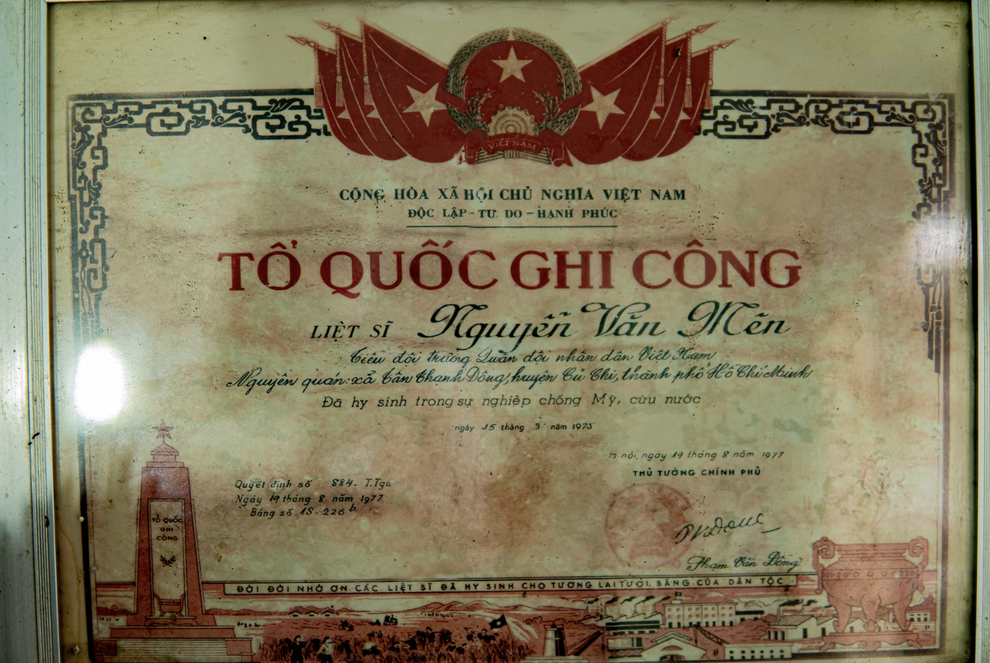 VIỆT NAM
CỘNG HÒA XÃ HỘI CHỦ NGHĨA VIỆT NAM
ĐỘC LẬP - TỰ DO - HẠNH PHÚC
TỔ QUỐC GHI CÔNG
LIỆT SĨ Nguyễn Văn Mến
Tiểu đội trưởng Quân đội nhân dân Việt Nam
Nguyên quán: xã Tân Thạnh Đông, huyện Củ Chi, thành phố Hồ Chí Minh
Đã hy sinh trong sự nghiệp chống Mỹ, cứu nước
ngày 15 tháng 3 năm 1975
Hà nội, ngày 19 tháng 8 năm 1977
THỦ TƯỚNG CHÍNH PHỦ
Quyết định số 884 - T.Tgc
Ngày 19 tháng 8 năm 1977
Bằng số 1S - 226 b
Phạm Văn Đồng
TỔ QUỐC
GHI
CÔNG
ĐỜI ĐỜI NHỚ ƠN CÁC LIỆT SĨ ĐÃ HY SINH CHO TƯƠNG LAI TƯƠI SÁNG CỦA DÂN TỘC